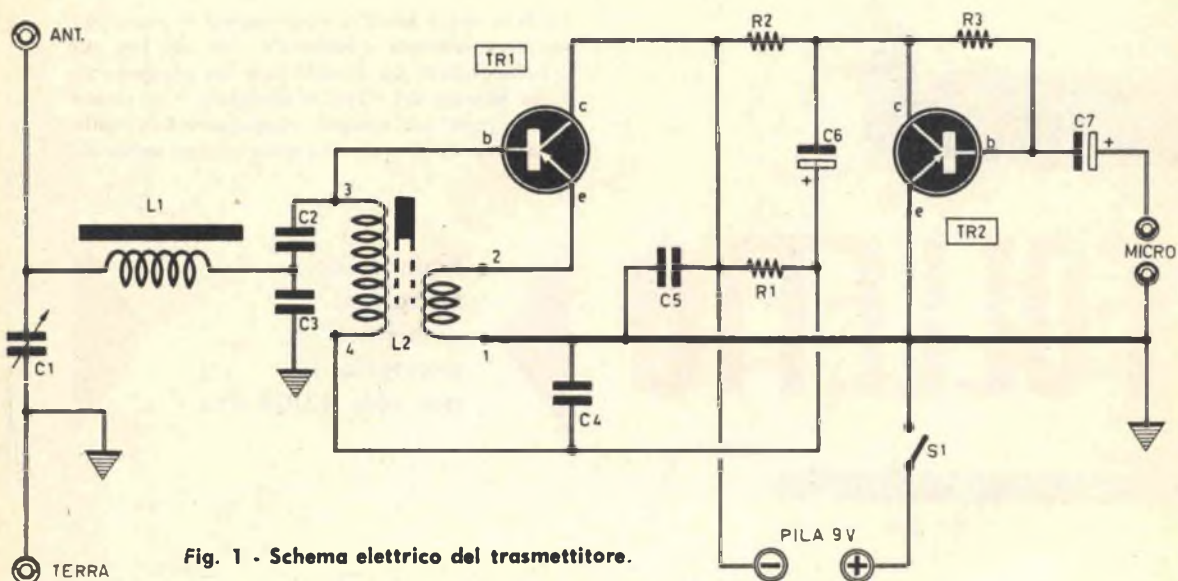 ANT.
TR1
R2
R3
c
b
e
C6
+
c
b
e
C7
+
TR2
MICRO
L1
C2
C3
3
4
L2
2
1
C5
R1
C1
C4
S1
PILA 9V
−
+
TERRA
Fig. 1 - Schema elettrico del trasmettitore.